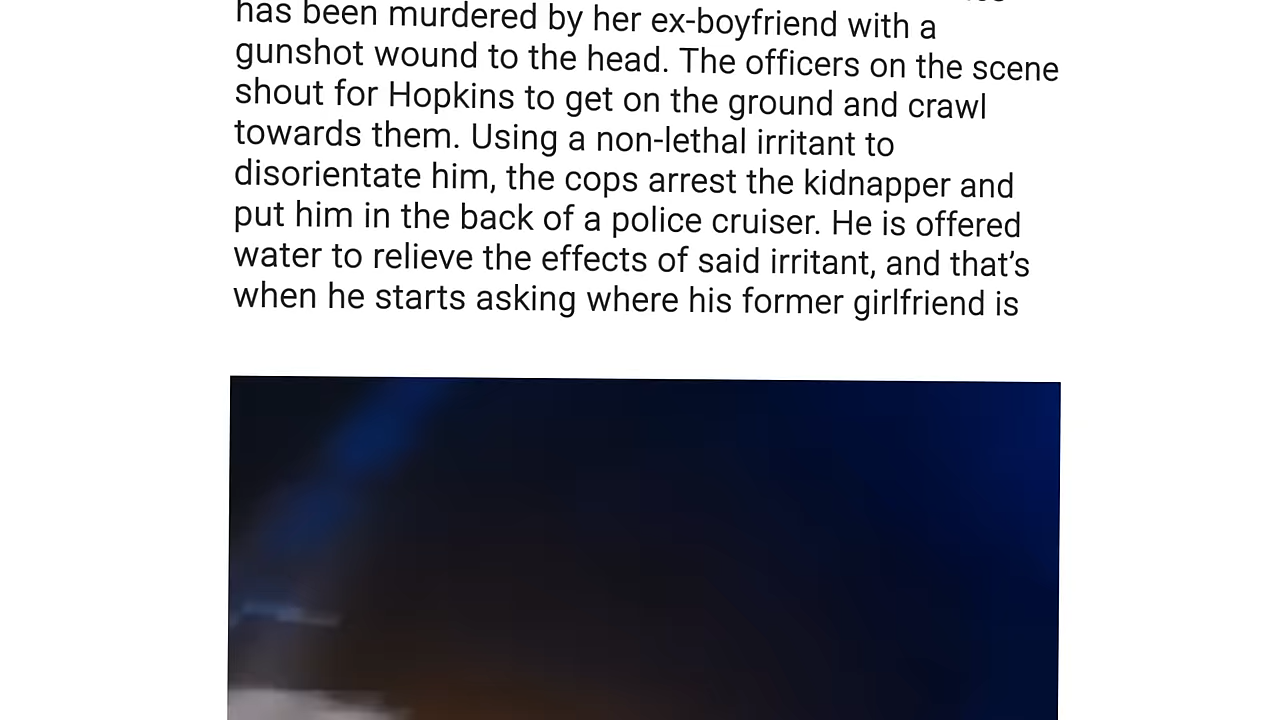 has been murdered by her ex-boyfriend with a
gunshot wound to the head. The officers on the scene
shout for Hopkins to get on the ground and crawl
towards them. Using a non-lethal irritant to
disorientate him, the cops arrest the kidnapper and
put him in the back of a police cruiser. He is offered
water to relieve the effects of said irritant, and that’s
when he starts asking where his former girlfriend is